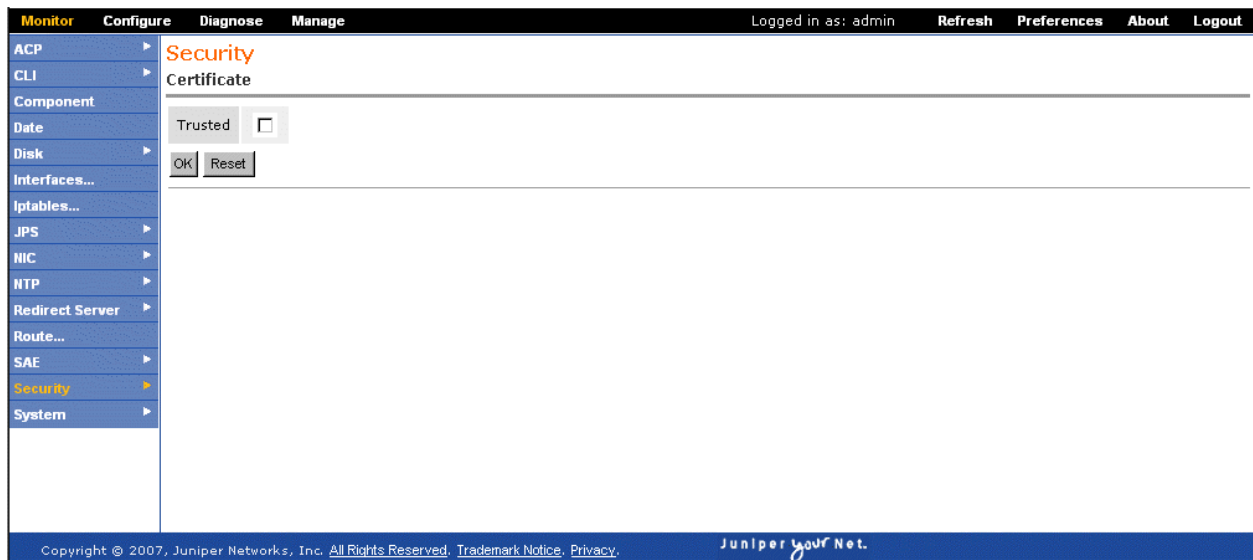 Monitor Configure Diagnose Manage Logged in as: admin Refresh Preferences About Logout
ACP
CLI
Component
Date
Disk
Interfaces...
Iptables...
JPS
NIC
NTP
Redirect Server
Route...
SAE
Security
System
Security
Certificate
Trusted
OK Reset
Copyright © 2007, Juniper Networks, Inc. All Rights Reserved. Trademark Notice. Privacy.
Juniper your Net.